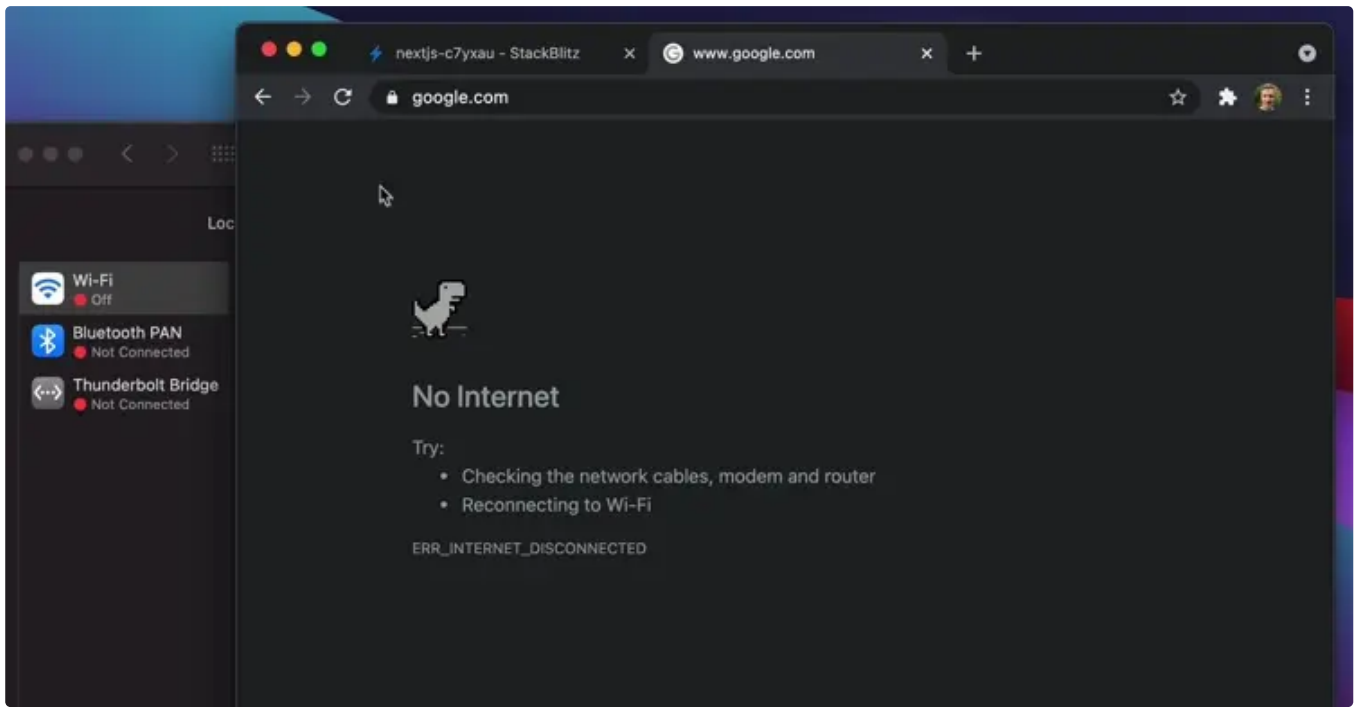 nextjs-c7yxau - StackBlitz
www.google.com
google.com
Loc
Wi-Fi
Off
Bluetooth PAN
Not Connected
Thunderbolt Bridge
Not Connected
No Internet
Try:
• Checking the network cables, modem and router
• Reconnecting to Wi-Fi
ERR_INTERNET_DISCONNECTED